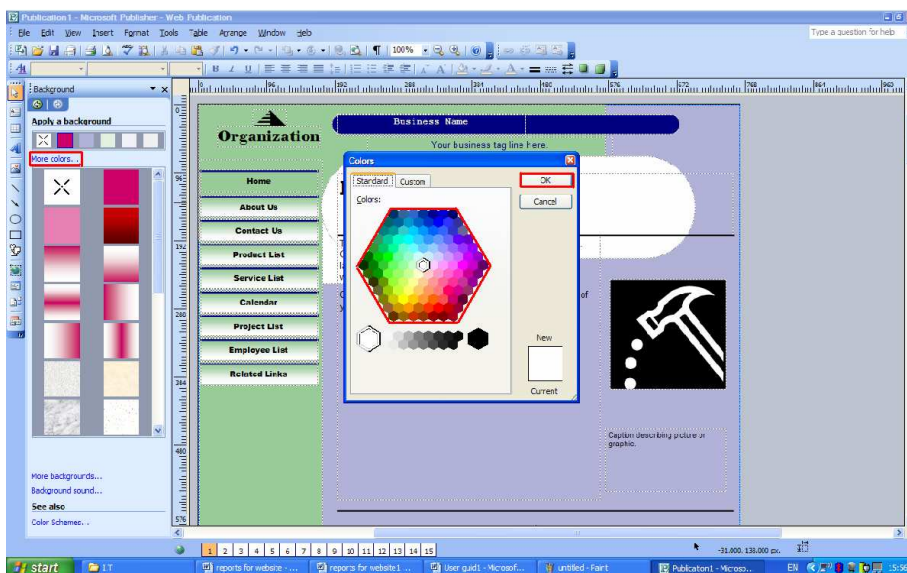 Publication1 - Microsoft Publisher - Web Publication
File Edit View Insert Format Tools Table Arrange Window Help
Type a question for help
100%
B I U
Background
Apply a background
More colors...
More backgrounds...
Background sound...
See also
Color Schemes...
Organization
Home
About Us
Contact Us
Product List
Service List
Calendar
Project List
Employee List
Related Links
Business Name
Your business tag line here.
Colors
Standard Custom
OK
Cancel
Colors:
New
Current
of
Caption describing picture or
graphic.
1 2 3 4 5 6 7 8 9 10 11 12 13 14 15
-31.000, 138.000 px.
start
I.T
reports for website - ...
reports for website1 ...
User guid1 - Microsof...
untitled - Paint
Publication1 - Micros...
EN
15:56